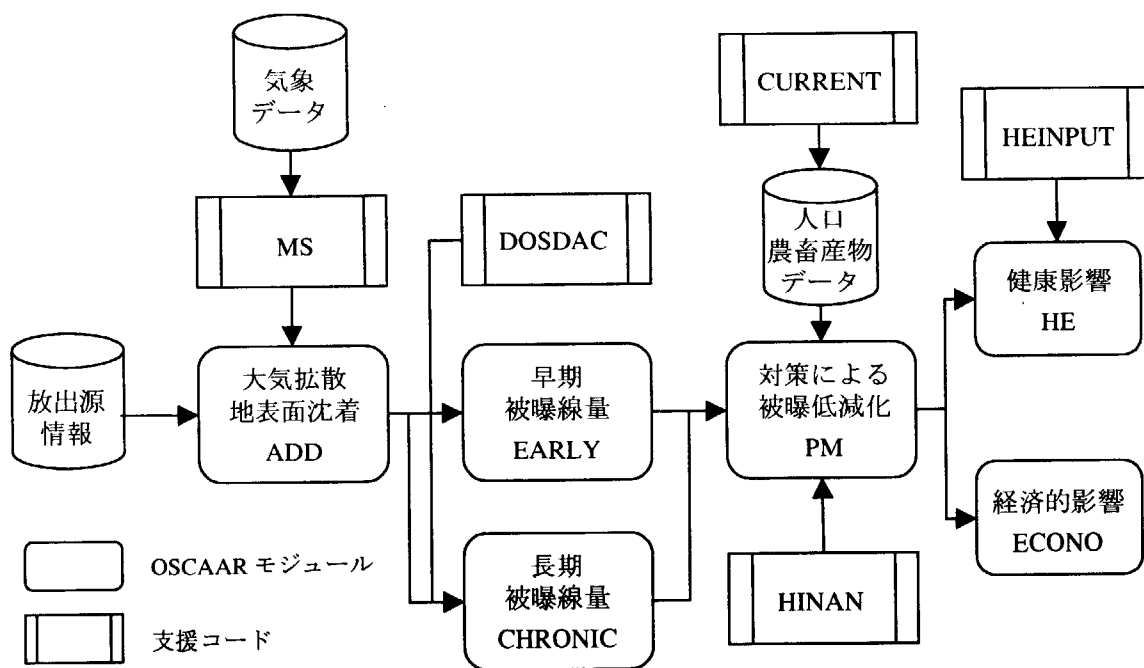 気象
データ
CURRENT
HEINPUT
MS
DOSDAC
人口
農畜産物
データ
健康影響
HE
放出源
情報
大気拡散
地表面沈着
ADD
早期
被曝線量
EARLY
対策による
被曝低減化
PM
経済的影響
ECONO
長期
被曝線量
CHRONIC
HINAN
OSCAAR モジュール
支援コード